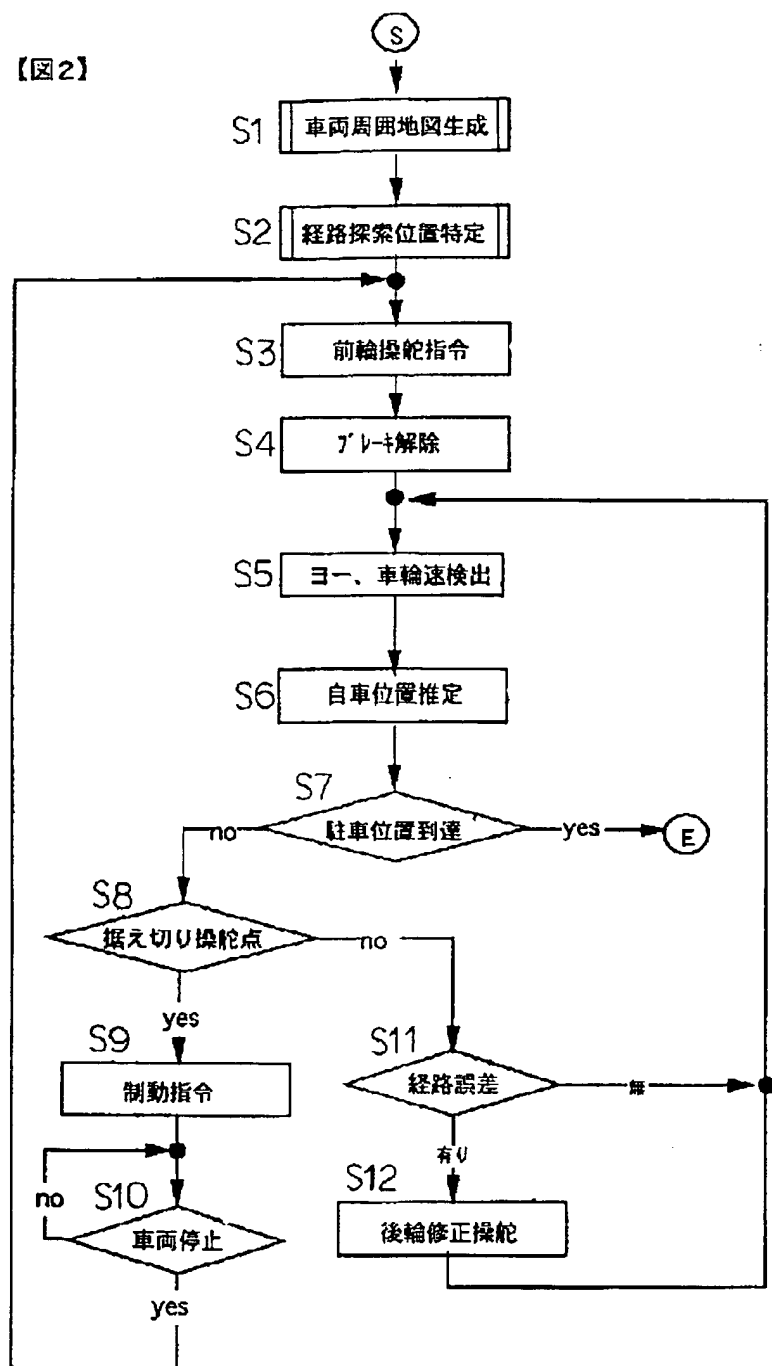 S
【図2】
S1 車両周囲地図生成
S2 経路探索位置特定
S3 前輪操舵指令
S4 ﾌﾞﾚｰｷ解除
S5 ヨー、車輪速検出
S6 自車位置推定
S7
no 駐車位置到達 yes E
S8
据え切り操舵点 no
yes
S9 S11
制動指令 経路誤差 無
有り
S10 S12
no 車両停止 後輪修正操舵
yes